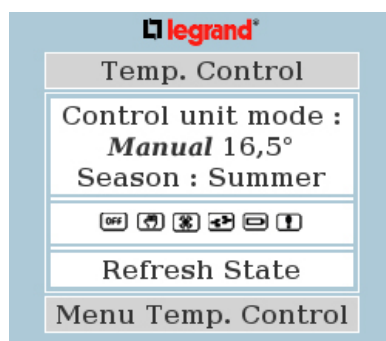 legrand®
Temp. Control
Control unit mode :
Manual 16,5°
Season : Summer
OFF
Refresh State
Menu Temp. Control